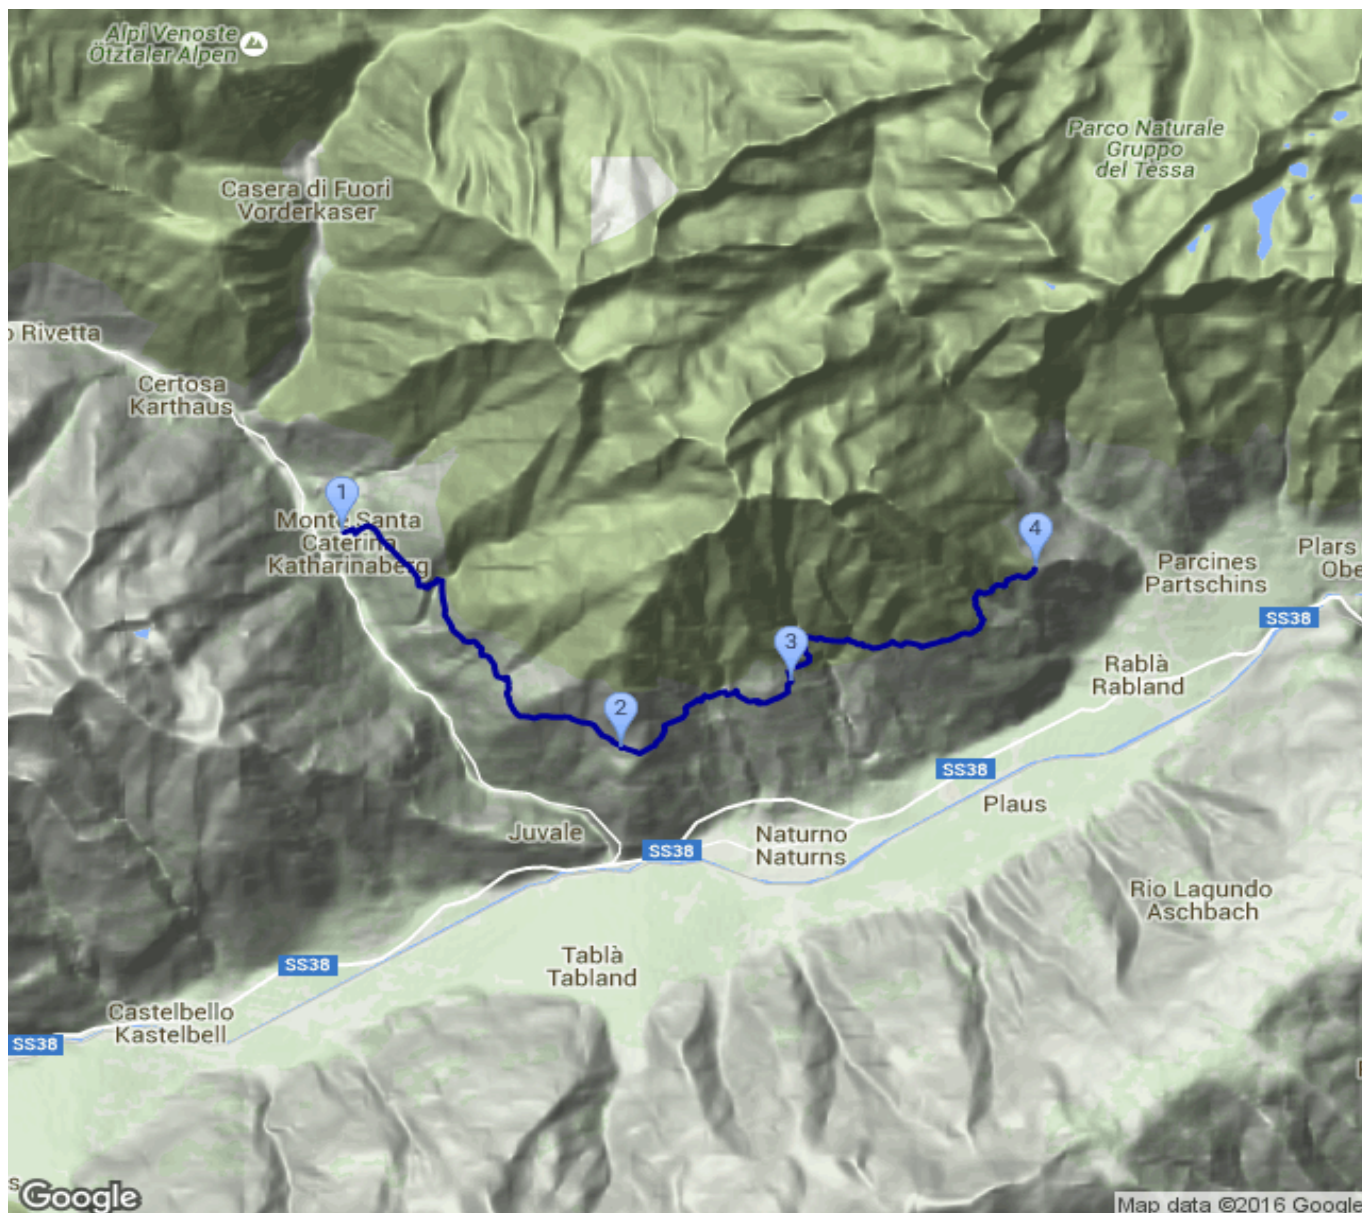 Alpi Venoste
Ötztaler Alpen
Parco Naturale
Gruppo
del Tessa
Casera di Fuori
Vorderkaser
Rivetta
Certosa
Karthaus
1
Monte Santa
Caterina
Katharinaberg
4
Parcines
Partschins
Plars
SS38
3
Rablà
Rabland
2
SS38
Plaus
Juvale
SS38
Naturno
Naturns
Rio Lagundo
Aschbach
Tablà
Tabland
SS38
Castelbello
Kastelbell
SS38
Google
Map data ©2016 Google